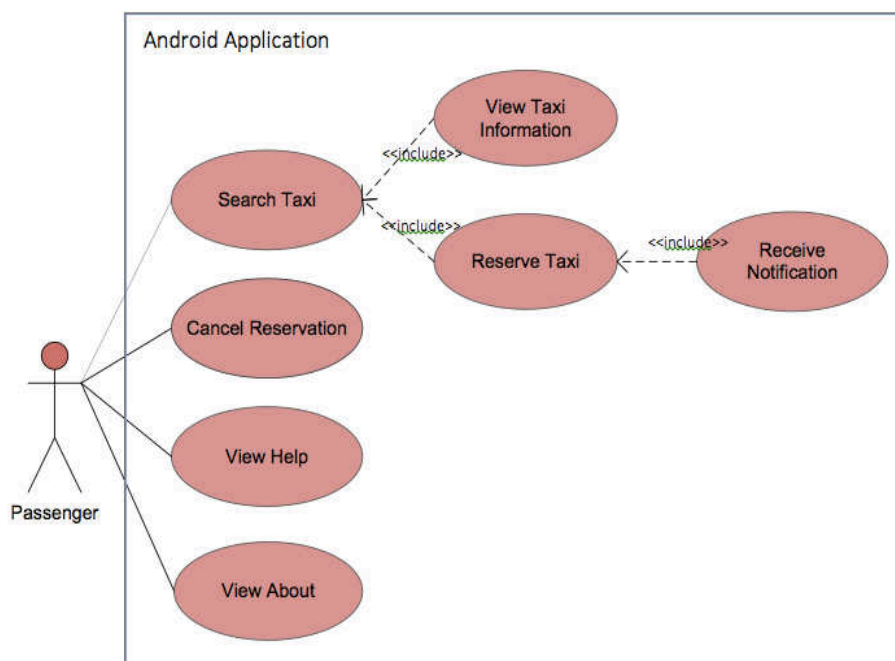 Android Application
View Taxi
Information
<<include>>
Search Taxi
<<include>>
Reserve Taxi
<<include>>
Receive
Notification
Cancel Reservation
View Help
Passenger
View About